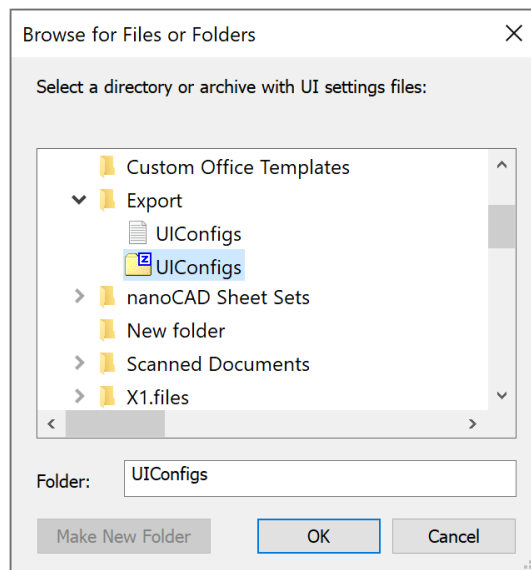 Browse for Files or Folders
Select a directory or archive with UI settings files:
Custom Office Templates
Export
UIConfigs
UIConfigs
nanoCAD Sheet Sets
New folder
Scanned Documents
X1.files
Folder: UIConfigs
Make New Folder OK Cancel